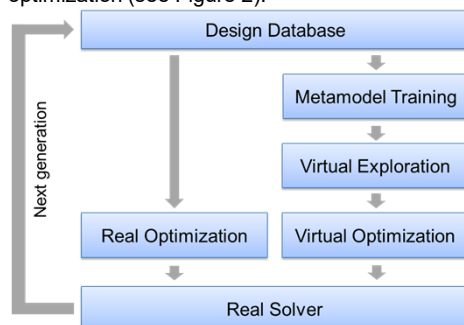 optimization (see Figure 2).
Design Database
Metamodel Training
Virtual Exploration
Next generation
Real Optimization
Virtual Optimization
Real Solver